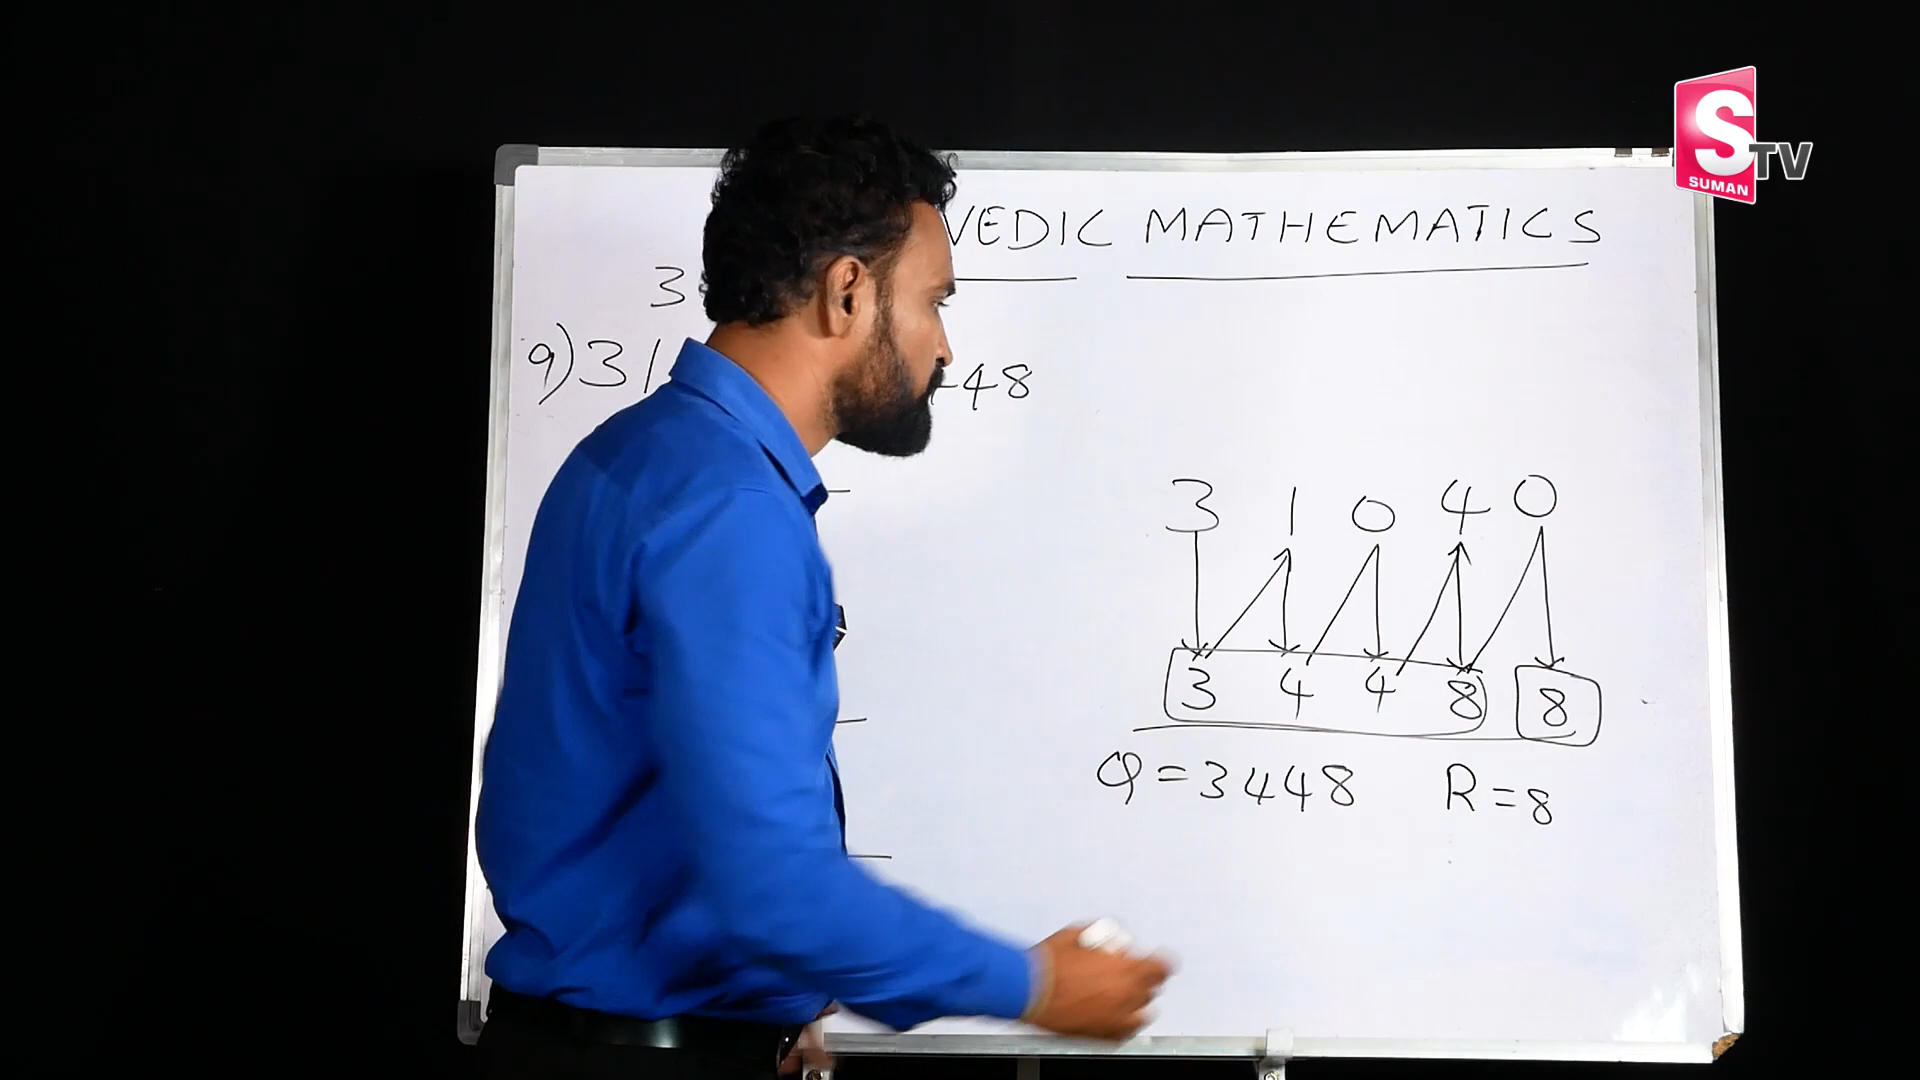 S TV
SUMAN
VEDIC MATHEMATICS
3
9)31 48
3 1 0 4 0
3 4 4 8 8
Q=3448 R=8